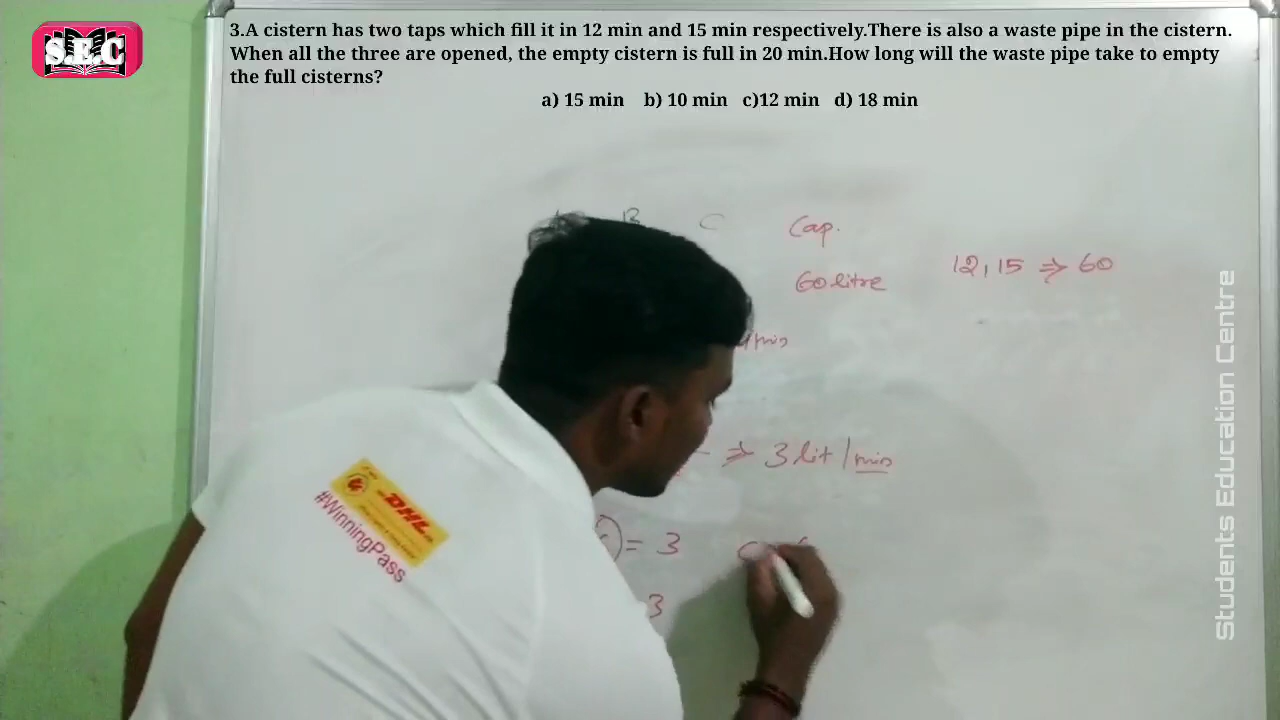 3.A cistern has two taps which fill it in 12 min and 15 min respectively.There is also a waste pipe in the cistern.
When all the three are opened, the empty cistern is full in 20 min.How long will the waste pipe take to empty
the full cisterns?
a) 15 min b) 10 min c)12 min d) 18 min
S.E.C
B C Cap.
12, 15 ⇒ 60
60 litre
/min
⇒ 3 lit / min
= 3
3
DHL
#WinningPass
Students Education Centre